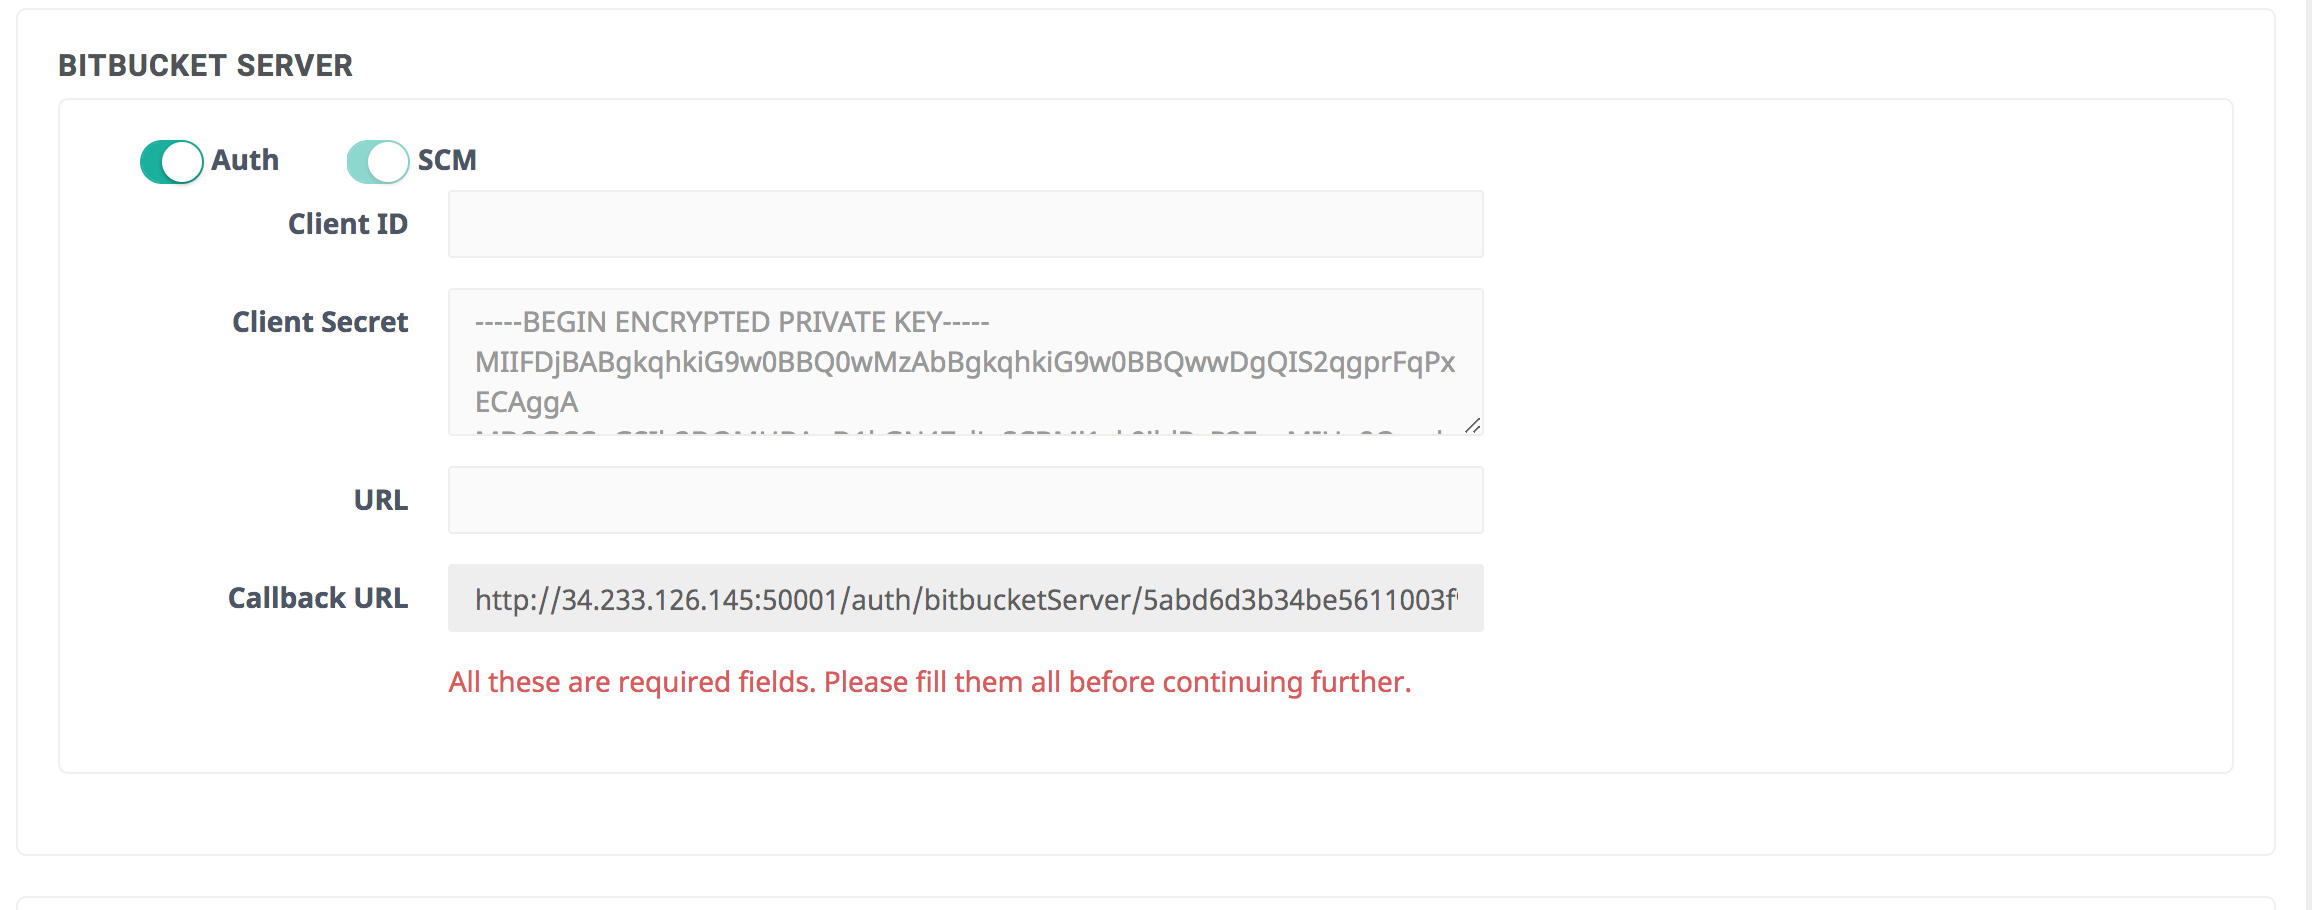 BITBUCKET SERVER
Auth SCM
Client ID
Client Secret
-----BEGIN ENCRYPTED PRIVATE KEY-----
MIIFDjBABgkqhkiG9w0BBQ0wMzAbBgkqhkiG9w0BBQwwDgQIS2qgprFqPx
ECAggA
URL
Callback URL
http://34.233.126.145:50001/auth/bitbucketServer/5abd6d3b34be5611003f
All these are required fields. Please fill them all before continuing further.